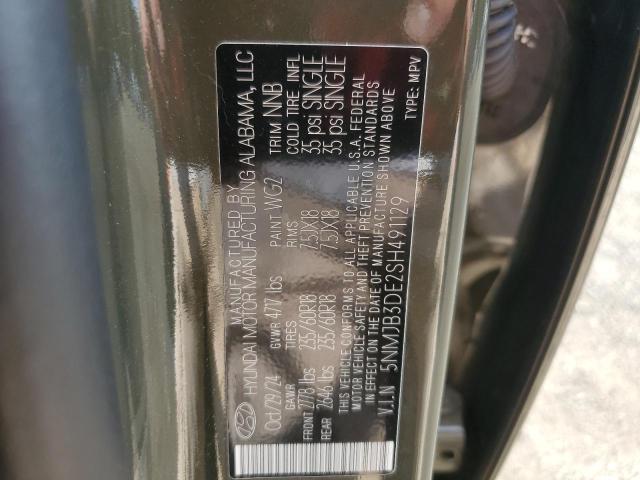 MANUFACTURED BY
HYUNDAI MOTOR MANUFACTURING ALABAMA, LLC
Oct/29/24 GVWR 4777 lbs PAINT WG2 TRIM NNB
GAWR TIRES RIMS COLD TIRE INFL
FRONT 2778 lbs 235/60R18 7.5JX18 35 psi SINGLE
REAR 2646 lbs 235/60R18 7.5JX18 35 psi SINGLE
THIS VEHICLE CONFORMS TO ALL APPLICABLE U.S.A. FEDERAL
MOTOR VEHICLE SAFETY AND THEFT PREVENTION STANDARDS
IN EFFECT ON THE DATE OF MANUFACTURE SHOWN ABOVE
V.I.N 5NMJB3DE2SH491129 TYPE: MPV